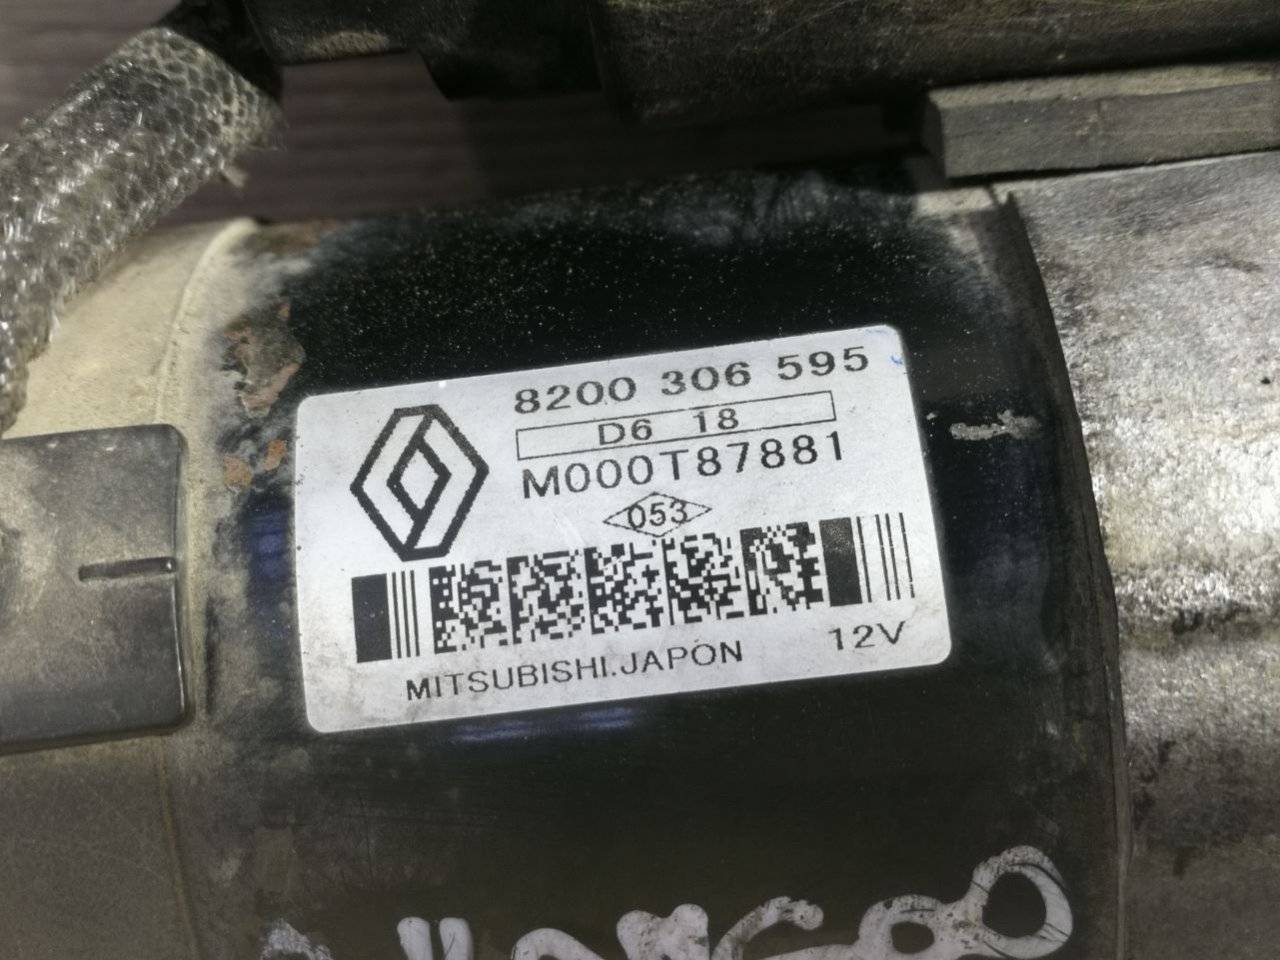 8200 306 595
D6 18
M000T87881
053
MITSUBISHI.JAPON 12V